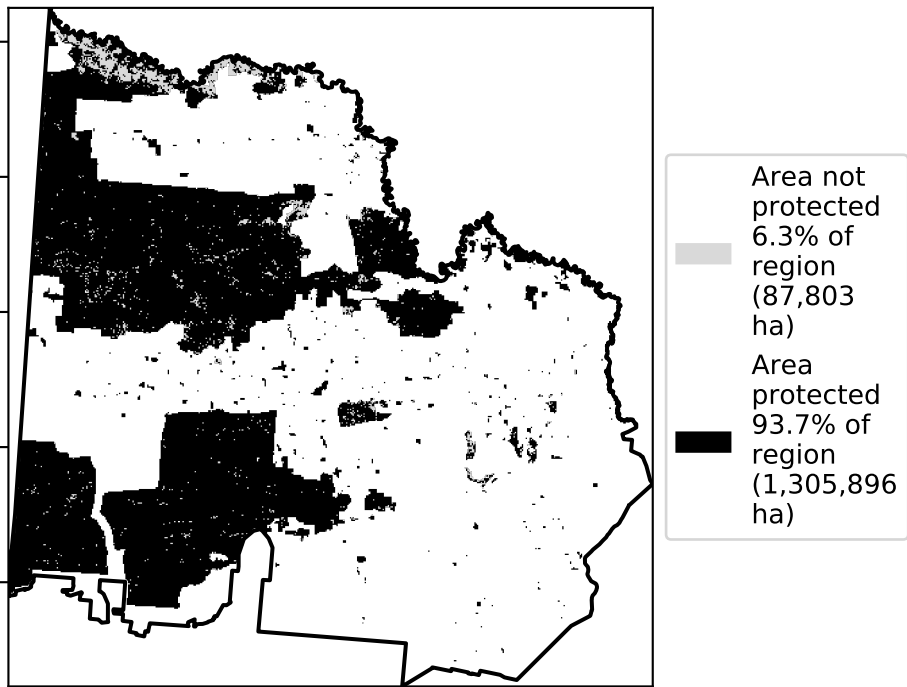 Area not
protected
6.3% of
region
(87,803
ha)
Area
protected
93.7% of
region
(1,305,896
ha)